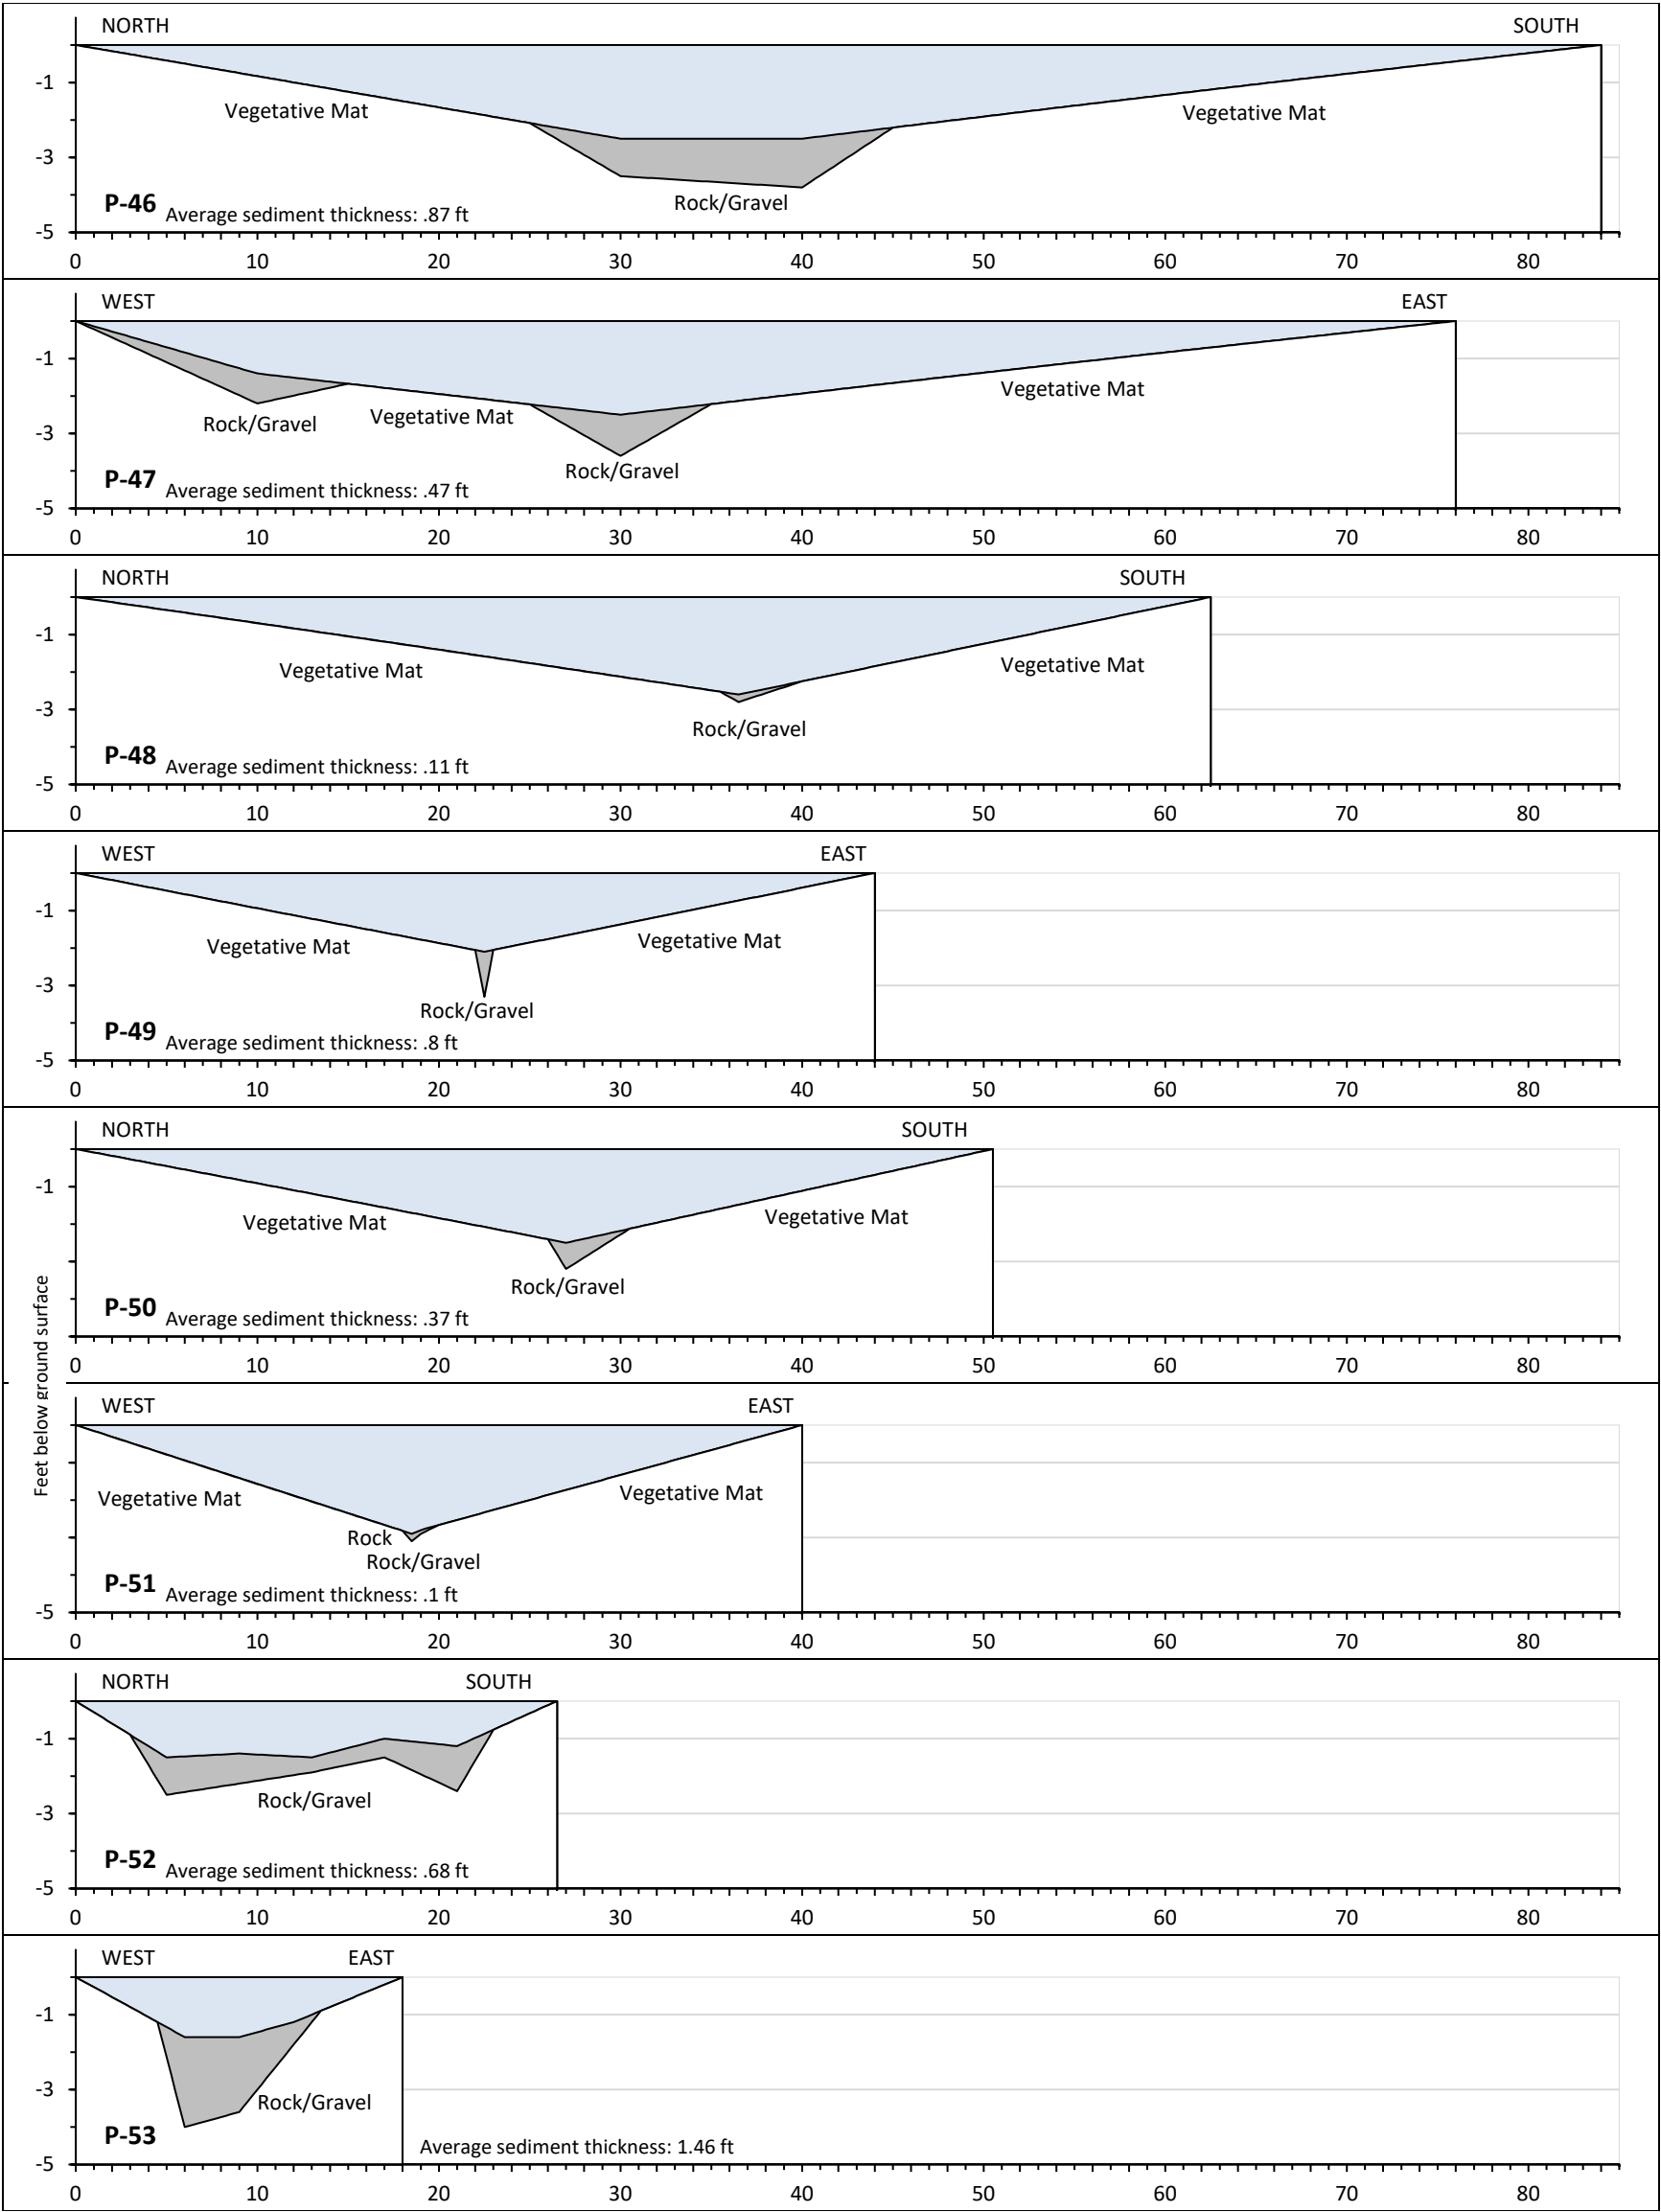 NORTH SOUTH
-1
Vegetative Mat Vegetative Mat
-3
Rock/Gravel
P-46 Average sediment thickness: .87 ft
-5
0 10 20 30 40 50 60 70 80
WEST EAST
-1
Vegetative Mat
Rock/Gravel Vegetative Mat
-3
Rock/Gravel
P-47 Average sediment thickness: .47 ft
-5
0 10 20 30 40 50 60 70 80
NORTH SOUTH
-1
Vegetative Mat Vegetative Mat
-3
Rock/Gravel
P-48 Average sediment thickness: .11 ft
-5
0 10 20 30 40 50 60 70 80
WEST EAST
-1
Vegetative Mat Vegetative Mat
-3
Rock/Gravel
P-49 Average sediment thickness: .8 ft
-5
0 10 20 30 40 50 60 70 80
NORTH SOUTH
-1
Vegetative Mat Vegetative Mat
Rock/Gravel
P-50 Average sediment thickness: .37 ft
0 10 20 30 40 50 60 70 80
Feet below ground surface
WEST EAST
Vegetative Mat Vegetative Mat
Rock
Rock/Gravel
P-51 Average sediment thickness: .1 ft
-5
0 10 20 30 40 50 60 70 80
NORTH SOUTH
-1
Rock/Gravel
-3
P-52 Average sediment thickness: .68 ft
-5
0 10 20 30 40 50 60 70 80
WEST EAST
-1
-3
Rock/Gravel
P-53 Average sediment thickness: 1.46 ft
-5
0 10 20 30 40 50 60 70 80